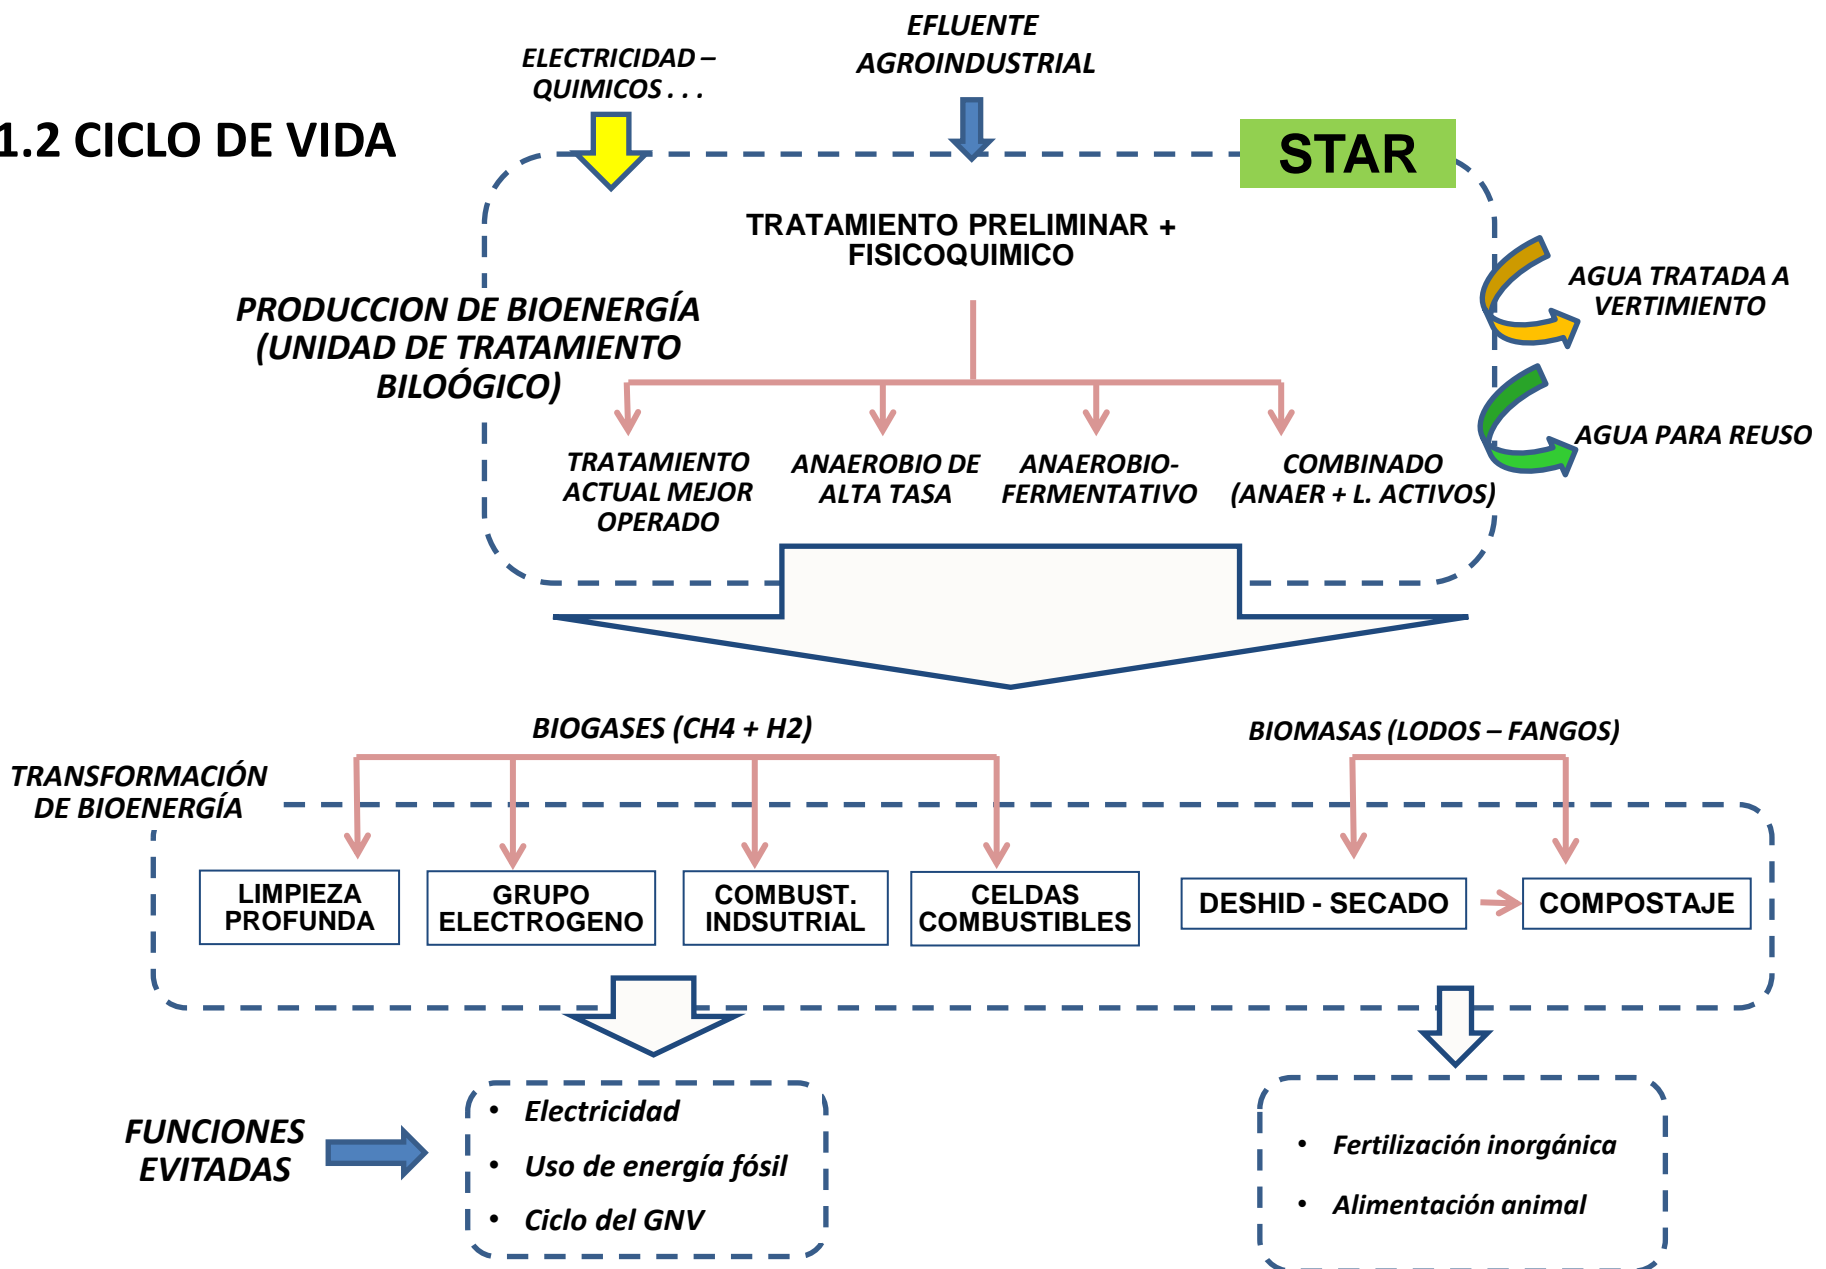 EFLUENTE
AGROINDUSTRIAL
ELECTRICIDAD –
QUIMICOS . . .
1.2 CICLO DE VIDA
STAR
TRATAMIENTO PRELIMINAR +
FISICOQUIMICO
PRODUCCION DE BIOENERGÍA
(UNIDAD DE TRATAMIENTO
BILOÓGICO)
AGUA TRATADA A
VERTIMIENTO
AGUA PARA REUSO
TRATAMIENTO
ACTUAL MEJOR
OPERADO
ANAEROBIO DE
ALTA TASA
ANAEROBIO-
FERMENTATIVO
COMBINADO
(ANAER + L. ACTIVOS)
BIOGASES (CH4 + H2)
BIOMASAS (LODOS – FANGOS)
TRANSFORMACIÓN
DE BIOENERGÍA
LIMPIEZA
PROFUNDA
GRUPO
ELECTROGENO
COMBUST.
INDSUTRIAL
CELDAS
COMBUSTIBLES
DESHID - SECADO
COMPOSTAJE
FUNCIONES
EVITADAS
• Electricidad
• Uso de energía fósil
• Ciclo del GNV
• Fertilización inorgánica
• Alimentación animal